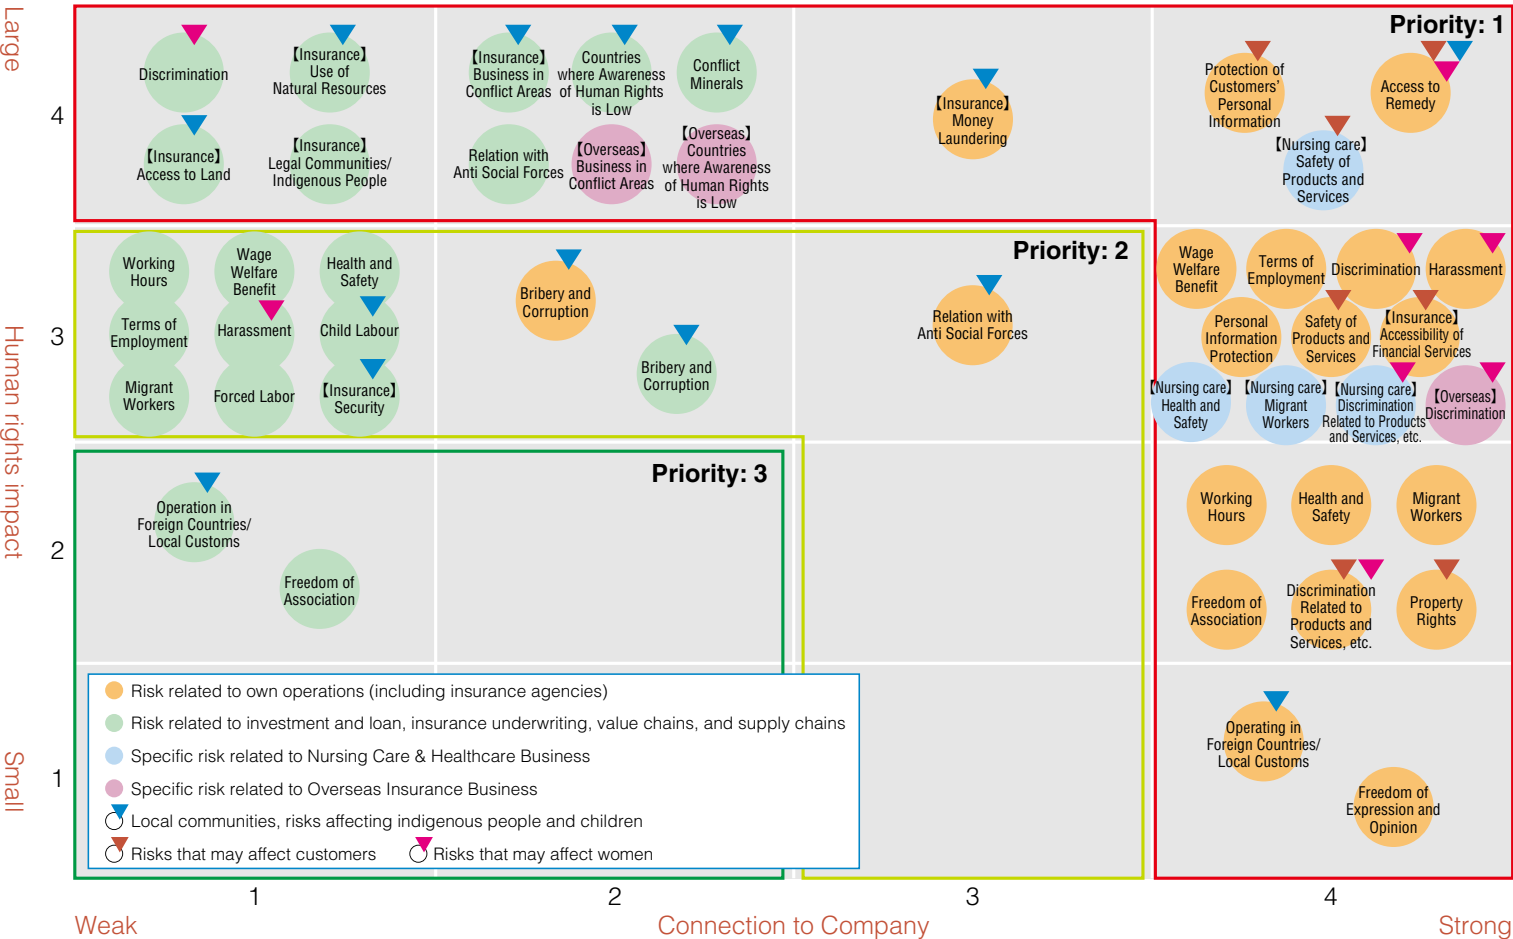 Large
Human rights impact
Small
4
3
2
1
Priority: 1
Discrimination
【Insurance】
Use of
Natural Resources
【Insurance】
Access to Land
【Insurance】
Legal Communities/
Indigenous People
【Insurance】
Business in
Conflict Areas
Countries
where Awareness
of Human Rights
is Low
Conflict
Minerals
Relation with
Anti Social Forces
【Overseas】
Business in
Conflict Areas
【Overseas】
Countries
where Awareness
of Human Rights
is Low
【Insurance】
Money
Laundering
Protection of
Customers'
Personal
Information
Access to
Remedy
【Nursing care】
Safety of
Products and
Services
Priority: 2
Working
Hours
Wage
Welfare
Benefit
Health and
Safety
Terms of
Employment
Harassment
Child Labour
Migrant
Workers
Forced Labor
【Insurance】
Security
Bribery and
Corruption
Bribery and
Corruption
Relation with
Anti Social Forces
Wage
Welfare
Benefit
Terms of
Employment
Discrimination
Harassment
Personal
Information
Protection
Safety of
Products and
Services
【Insurance】
Accessibility of
Financial Services
【Nursing care】
Health and
Safety
【Nursing care】
Migrant
Workers
【Nursing care】
Discrimination
Related to Products
and Services, etc.
【Overseas】
Discrimination
Priority: 3
Operation in
Foreign Countries/
Local Customs
Freedom of
Association
Working
Hours
Health and
Safety
Migrant
Workers
Freedom of
Association
Discrimination
Related to
Products and
Services, etc.
Property
Rights
Operating in
Foreign Countries/
Local Customs
Freedom of
Expression and
Opinion
Risk related to own operations (including insurance agencies)
Risk related to investment and loan, insurance underwriting, value chains, and supply chains
Specific risk related to Nursing Care & Healthcare Business
Specific risk related to Overseas Insurance Business
Local communities, risks affecting indigenous people and children
Risks that may affect customers
Risks that may affect women
1
2
3
4
Weak
Connection to Company
Strong